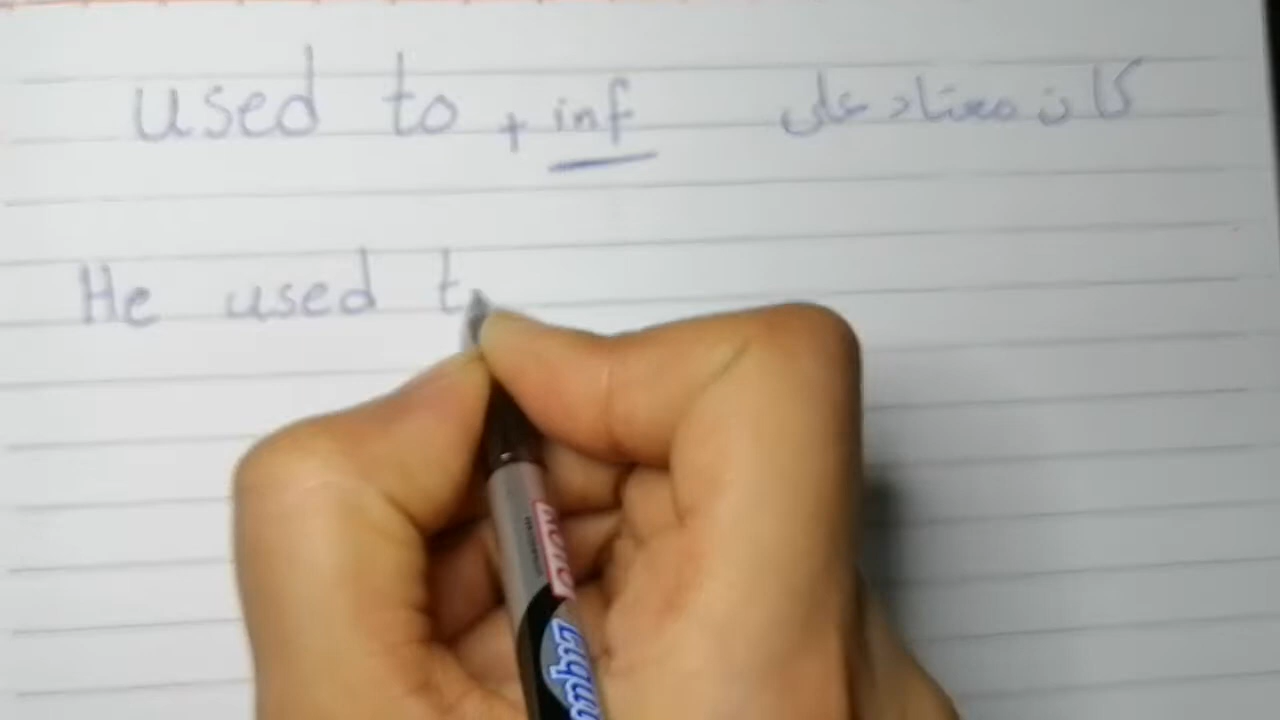 used to + inf كان معتاد على
He used t